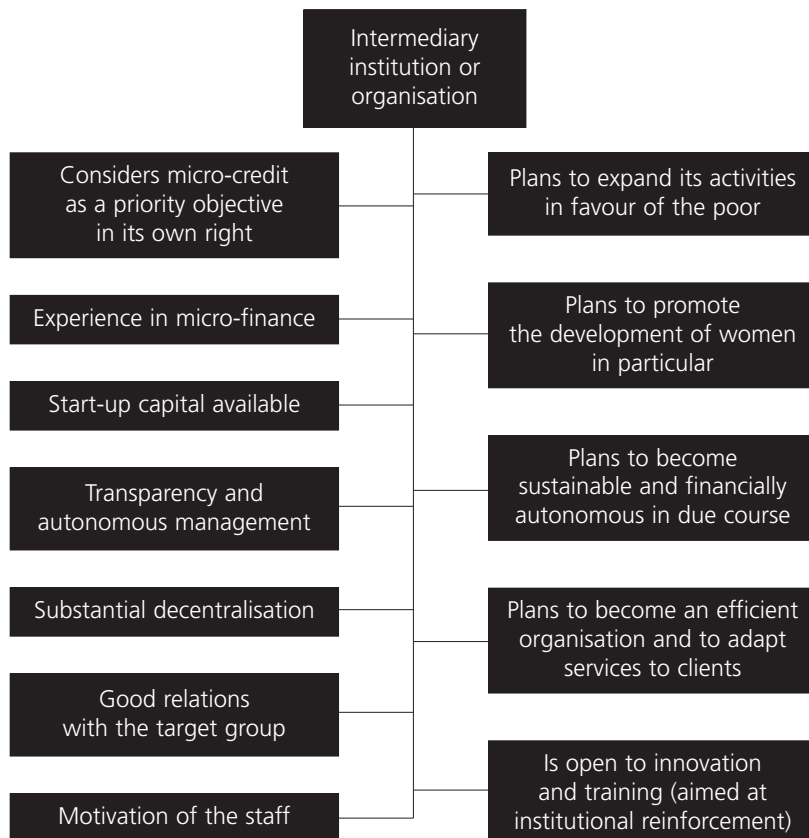 Intermediary
institution or
organisation
Considers micro-credit
as a priority objective
in its own right
Experience in micro-finance
Start-up capital available
Transparency and
autonomous management
Substantial decentralisation
Good relations
with the target group
Motivation of the staff
Plans to expand its activities
in favour of the poor
Plans to promote
the development of women
in particular
Plans to become
sustainable and financially
autonomous in due course
Plans to become an efficient
organisation and to adapt
services to clients
Is open to innovation
and training (aimed at
institutional reinforcement)